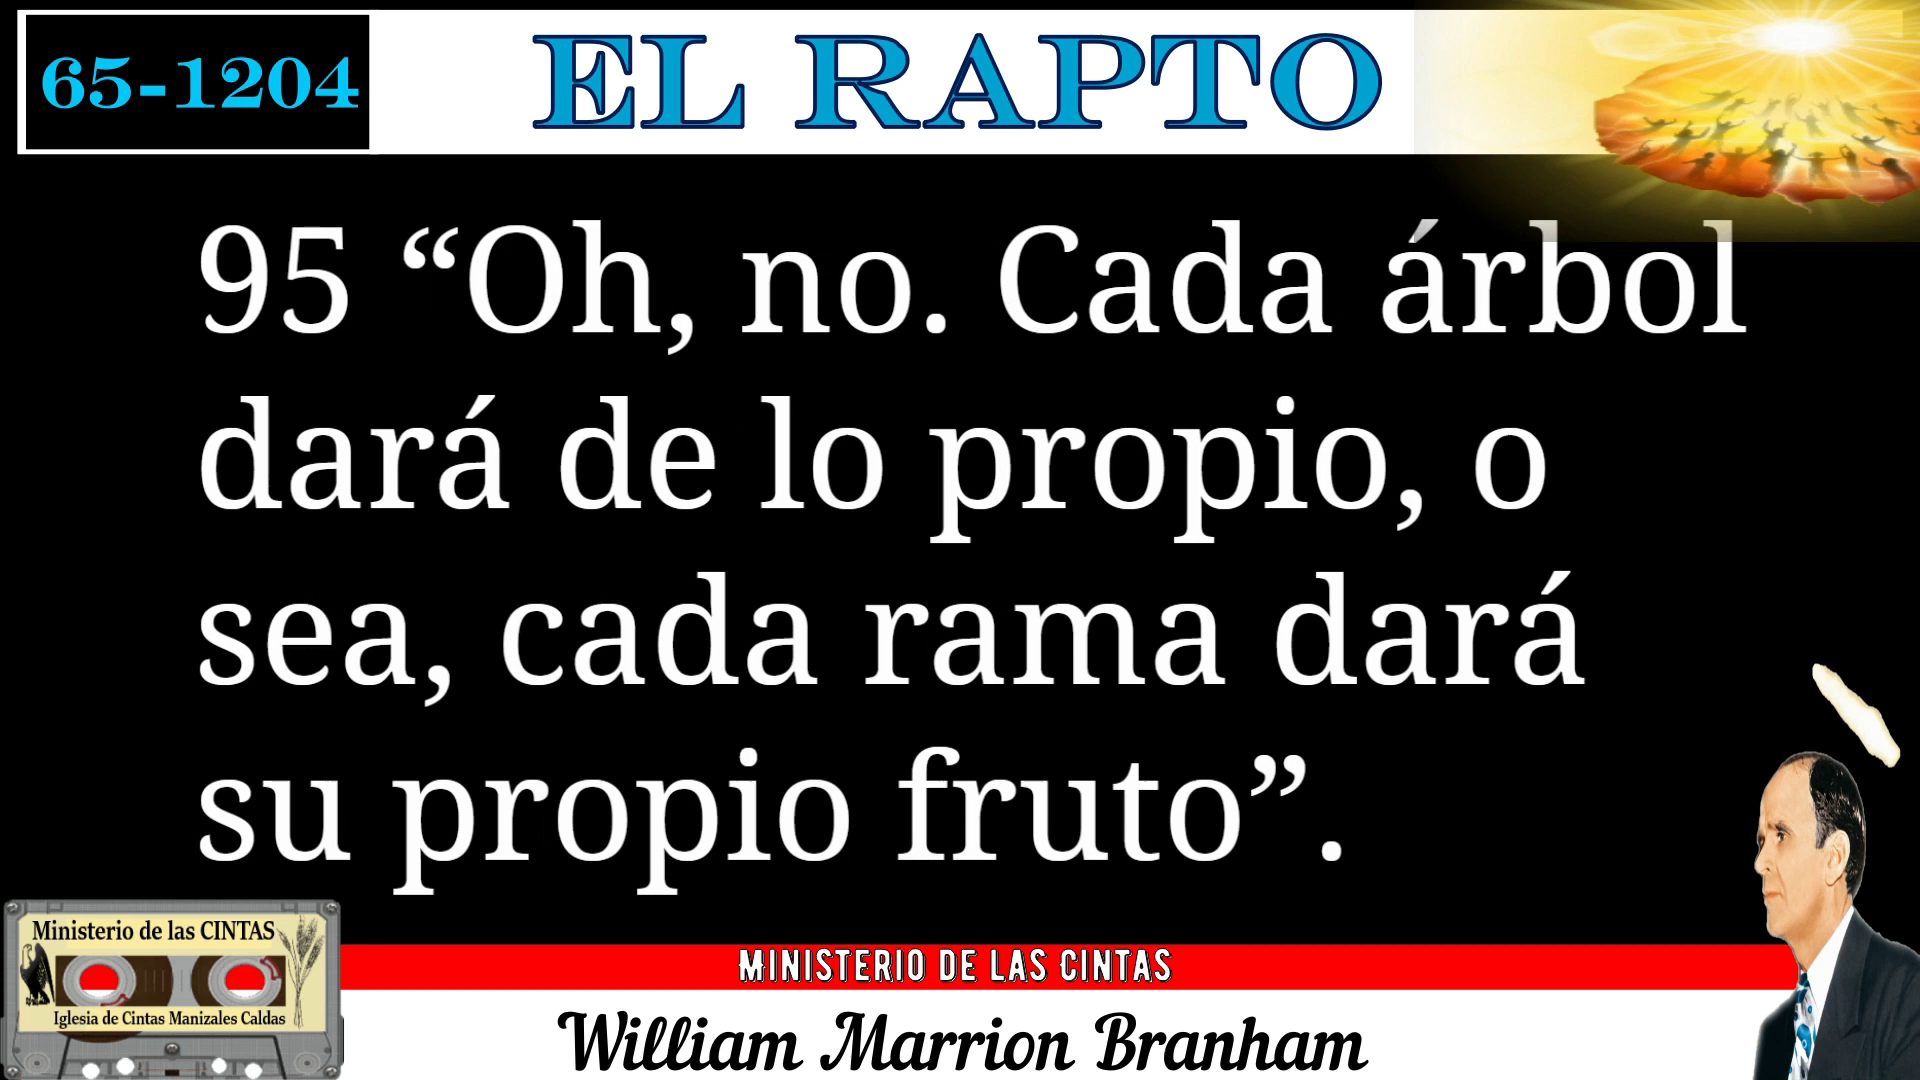 65-1204
EL RAPTO
95 “Oh, no. Cada árbol
dará de lo propio, o
sea, cada rama dará
su propio fruto”.
Ministerio de las CINTAS
Iglesia de Cintas Manizales Caldas
MINISTERIO DE LAS CINTAS
William Marrion Branham